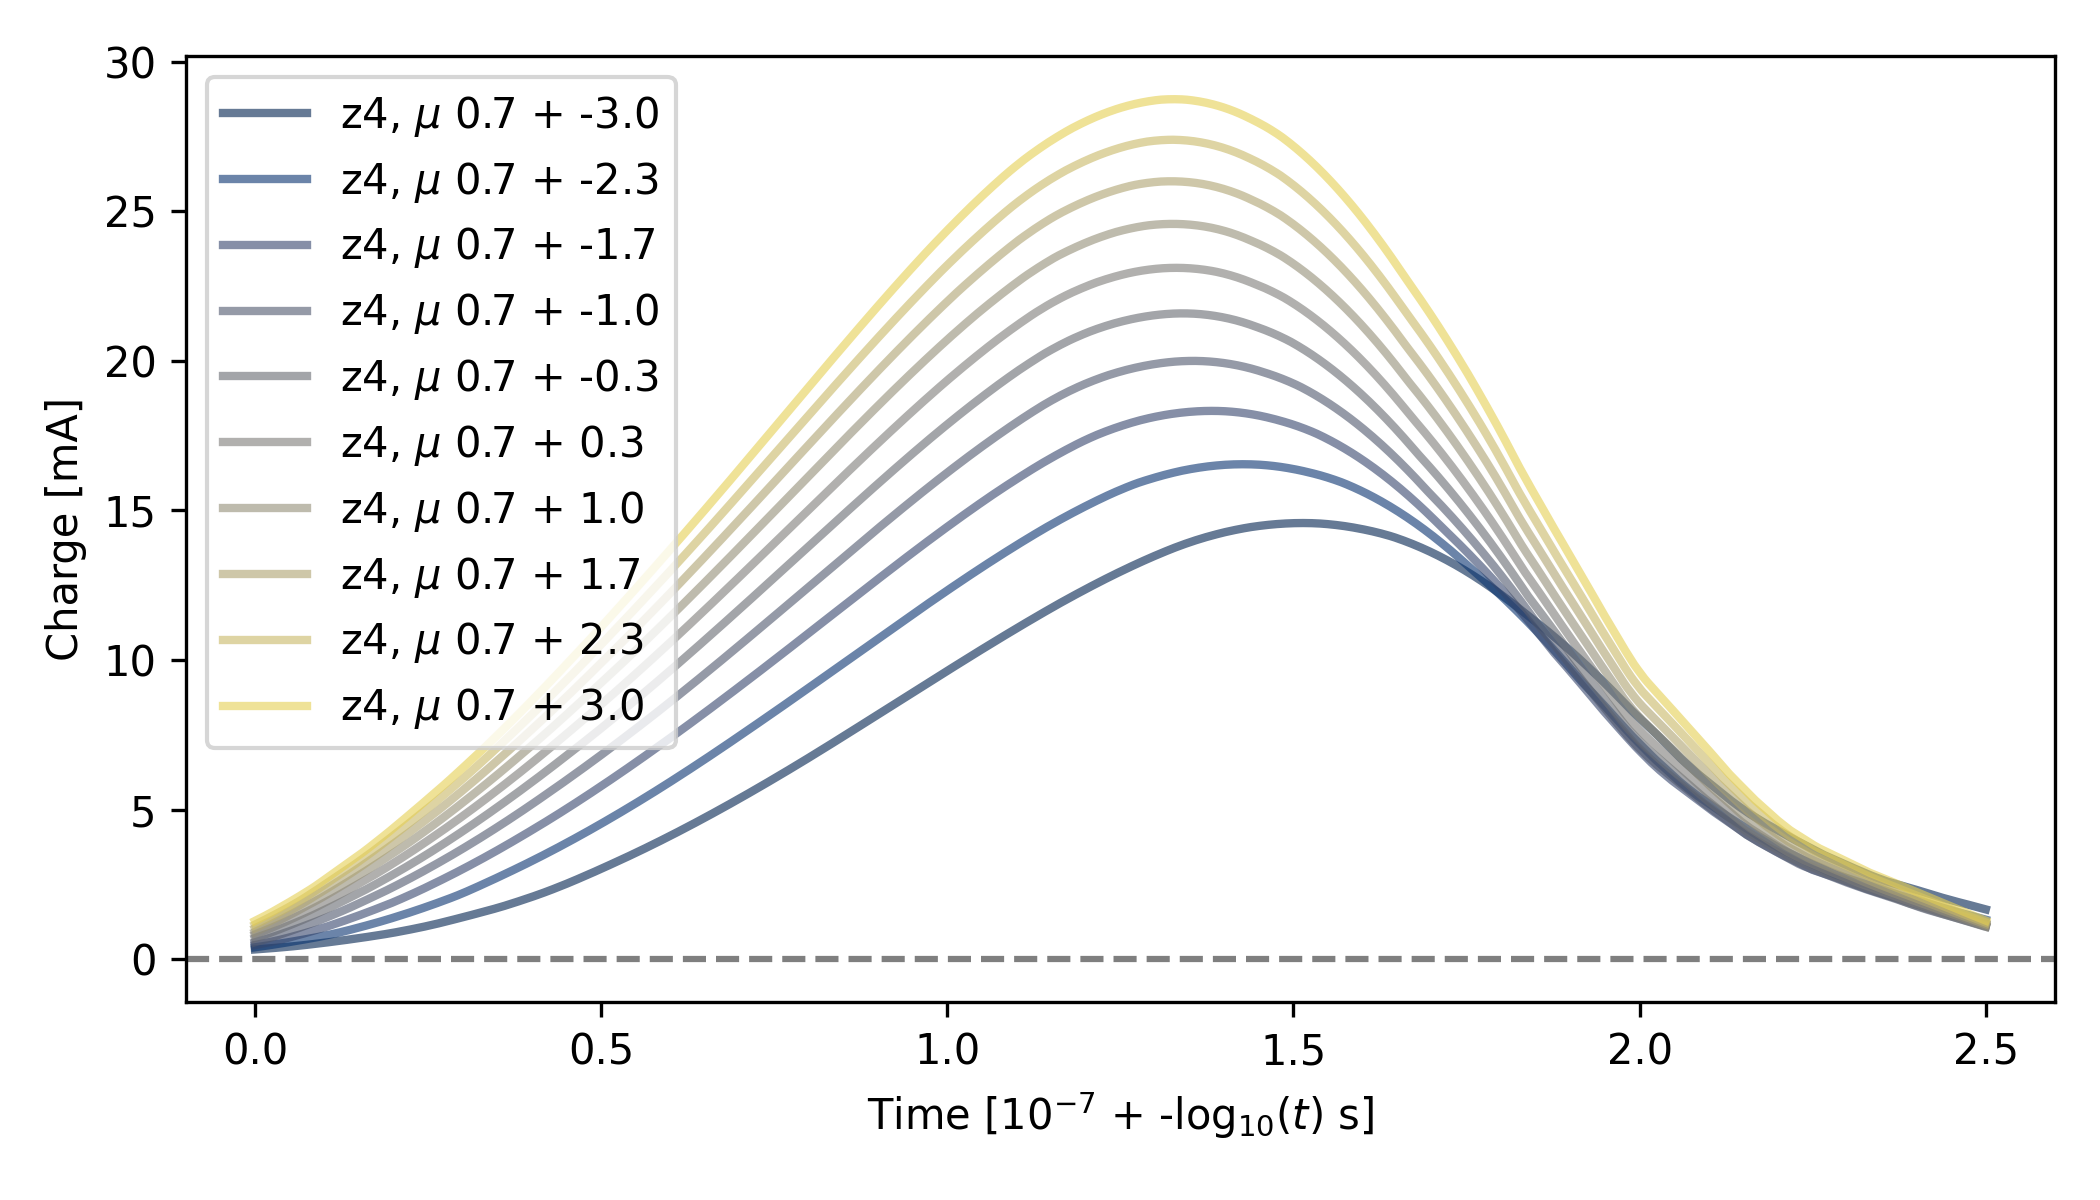 30
25
20
15
10
5
0
Charge [mA]
z4, μ 0.7 + -3.0
z4, μ 0.7 + -2.3
z4, μ 0.7 + -1.7
z4, μ 0.7 + -1.0
z4, μ 0.7 + -0.3
z4, μ 0.7 + 0.3
z4, μ 0.7 + 1.0
z4, μ 0.7 + 1.7
z4, μ 0.7 + 2.3
z4, μ 0.7 + 3.0
0.0 0.5 1.0 1.5 2.0 2.5
Time [10⁻⁷ + -log₁₀(t) s]